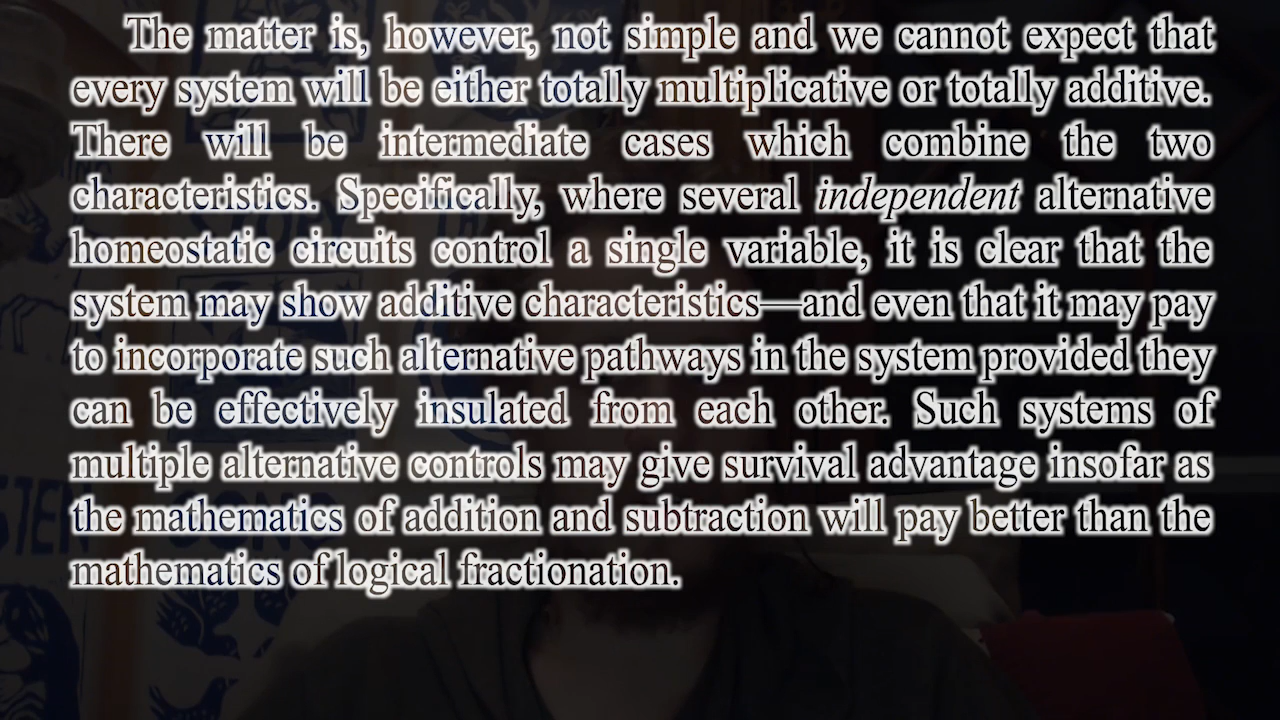 The matter is, however, not simple and we cannot expect that
every system will be either totally multiplicative or totally additive.
There will be intermediate cases which combine the two
characteristics. Specifically, where several independent alternative
homeostatic circuits control a single variable, it is clear that the
system may show additive characteristics—and even that it may pay
to incorporate such alternative pathways in the system provided they
can be effectively insulated from each other. Such systems of
multiple alternative controls may give survival advantage insofar as
the mathematics of addition and subtraction will pay better than the
mathematics of logical fractionation.